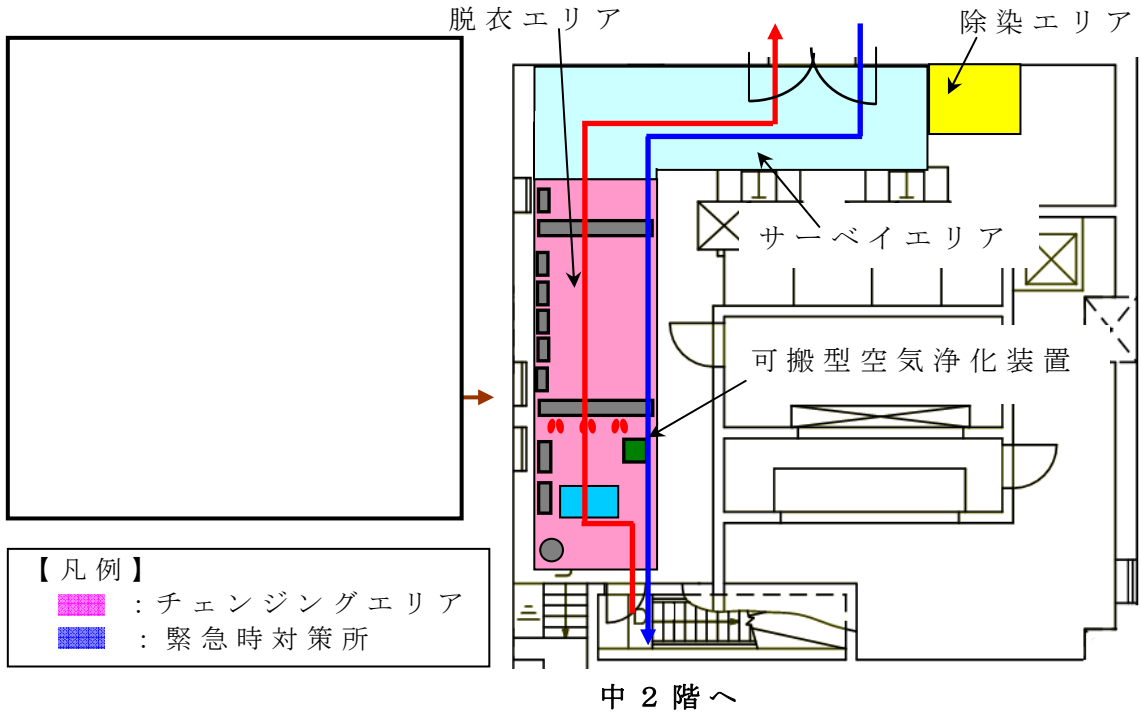 脱衣エリア
除染エリア
サーベイエリア
可搬型空気浄化装置
【凡例】
：チェンジングエリア
：緊急時対策所
中２階へ